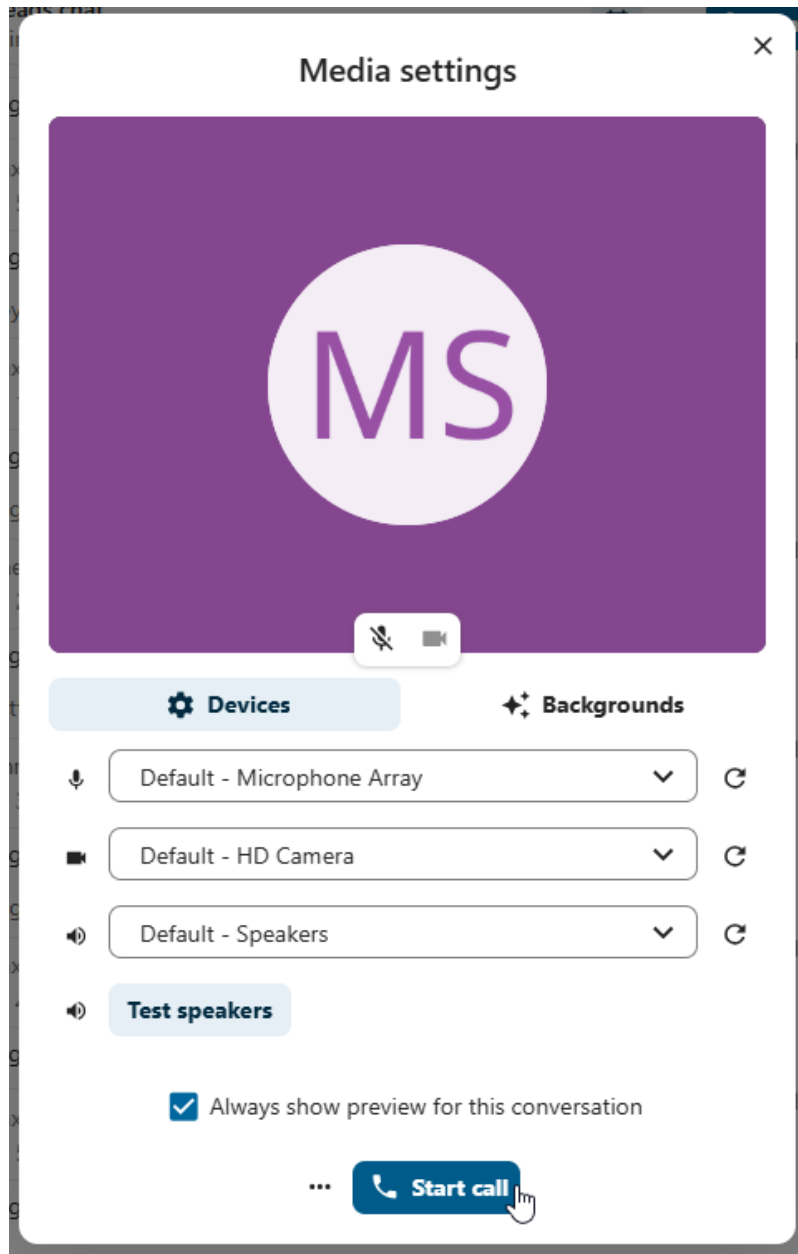 Media settings
MS
Devices
Backgrounds
Default - Microphone Array
Default - HD Camera
Default - Speakers
Test speakers
Always show preview for this conversation
... Start call